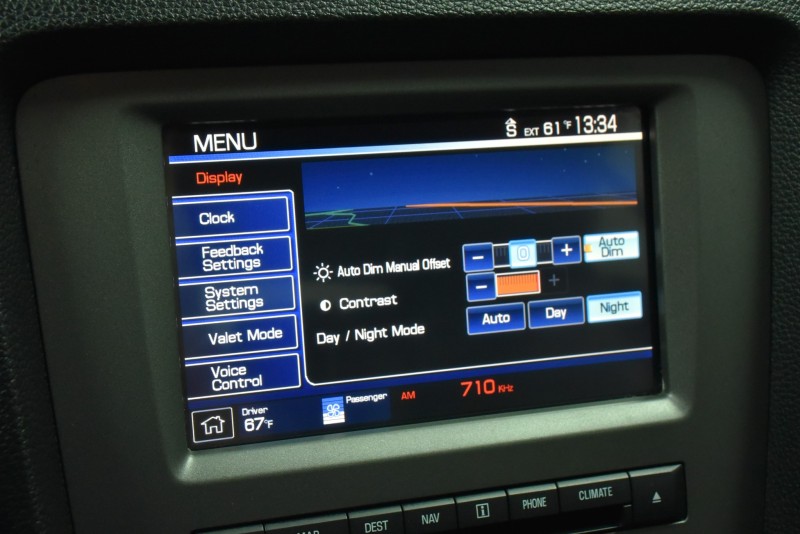 MENU
S EXT 61°F 13:34
Display
Clock
Feedback
Settings
System
Settings
Valet Mode
Voice
Control
Auto Dim Manual Offset
− 0 +
Auto
Dim
Contrast
− +
Day / Night Mode
Auto Day Night
Driver
67°F
Passenger
AM 710 KHz
DEST NAV i PHONE CLIMATE